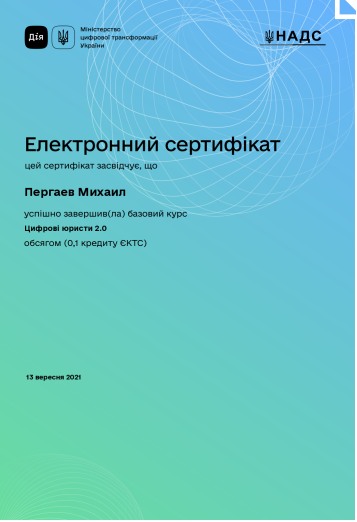 Дія
Міністерство
цифрової трансформації
України
НАДС
Електронний сертифікат
цей сертифікат засвідчує, що
Пергаев Михаил
успішно завершив(ла) базовий курс
Цифрові юристи 2.0
обсягом (0,1 кредиту ЄКТС)
13 вересня 2021